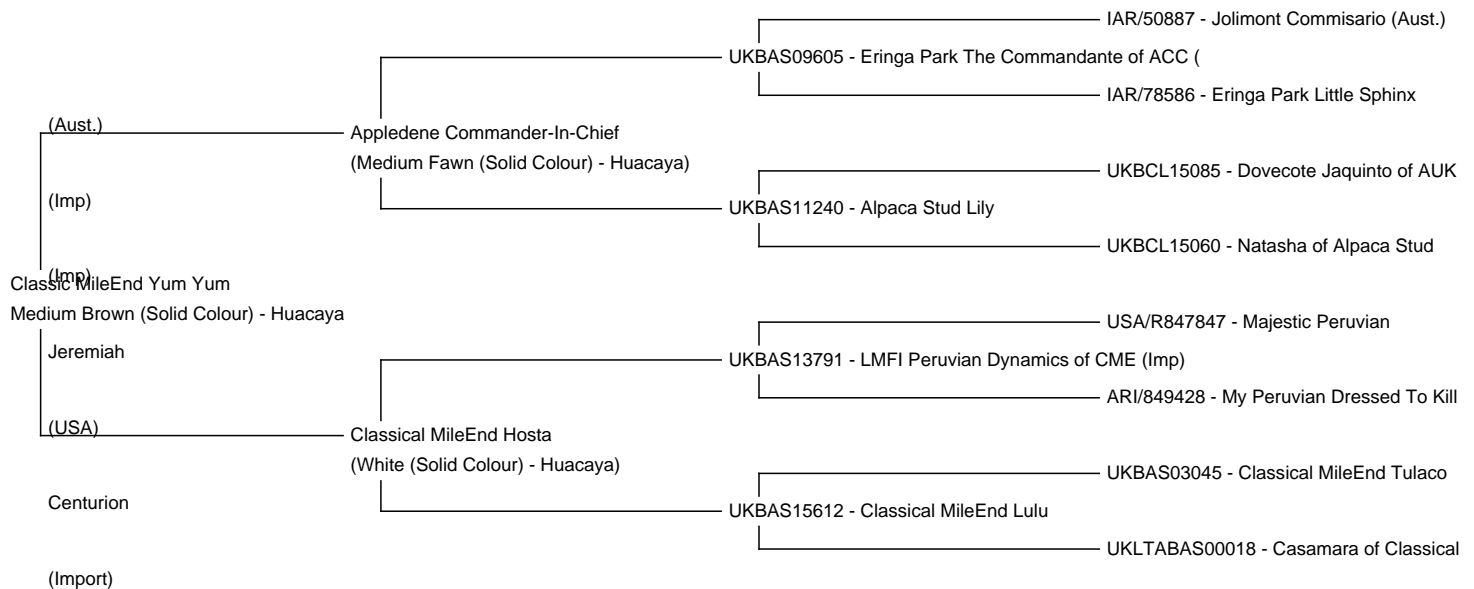 IAR/50887 - Jolimont Commisario (Aust.)
UKBAS09605 - Eringa Park The Commandante of ACC (
IAR/78586 - Eringa Park Little Sphinx
(Aust.)
Appledene Commander-In-Chief
(Medium Fawn (Solid Colour) - Huacaya)
UKBCL15085 - Dovecote Jaquinto of AUK
(Imp)
UKBAS11240 - Alpaca Stud Lily
UKBCL15060 - Natasha of Alpaca Stud
(Imp)
Classic MileEnd Yum Yum
Medium Brown (Solid Colour) - Huacaya
USA/R847847 - Majestic Peruvian
Jeremiah
UKBAS13791 - LMFI Peruvian Dynamics of CME (Imp)
ARI/849428 - My Peruvian Dressed To Kill
(USA)
Classical MileEnd Hosta
(White (Solid Colour) - Huacaya)
UKBAS03045 - Classical MileEnd Tulaco
Centurion
UKBAS15612 - Classical MileEnd Lulu
UKLTABAS00018 - Casamara of Classical
(Import)